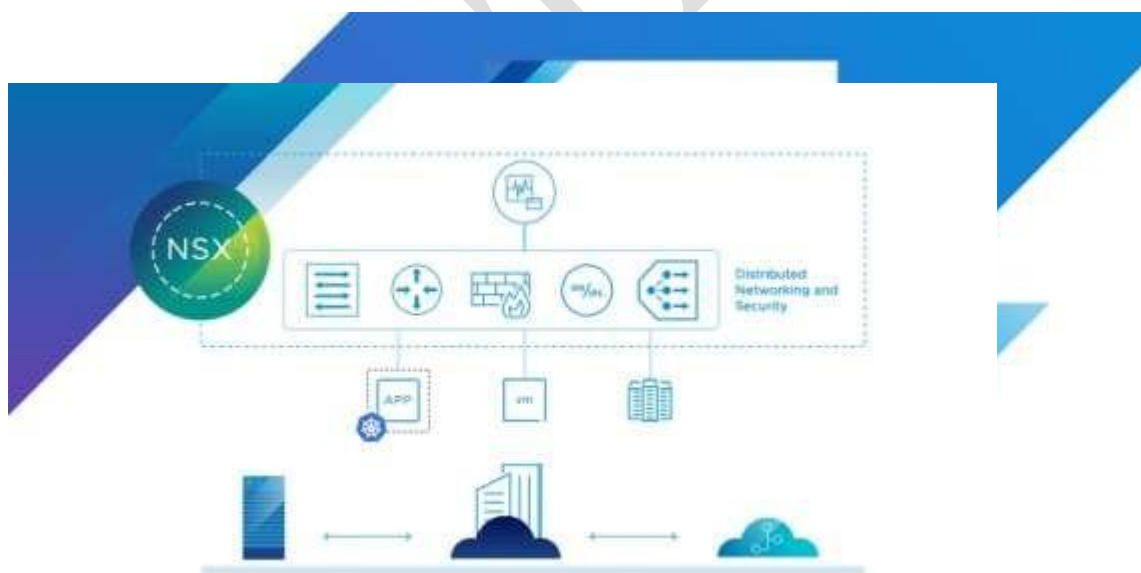 NSX
Distributed
Networking and
Security
APP
vm